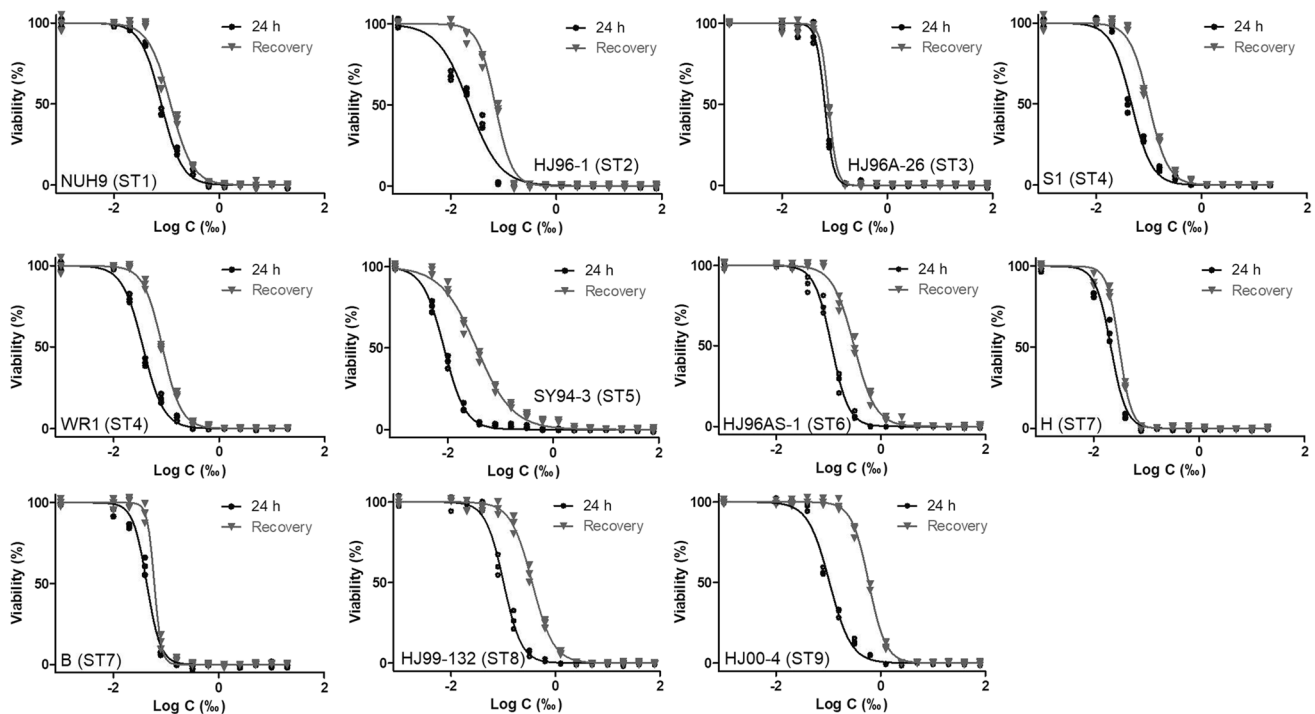 100
50
0
Viability (%)
24 h
Recovery
NUH9 (ST1)
-2 0 2
Log C (‰)
100
50
0
Viability (%)
24 h
Recovery
HJ96-1 (ST2)
-2 0 2
Log C (‰)
100
50
0
Viability (%)
24 h
Recovery
HJ96A-26 (ST3)
-2 0 2
Log C (‰)
100
50
0
Viability (%)
24 h
Recovery
S1 (ST4)
-2 0 2
Log C (‰)
100
50
0
Viability (%)
24 h
Recovery
WR1 (ST4)
-2 0 2
Log C (‰)
100
50
0
Viability (%)
24 h
Recovery
SY94-3 (ST5)
-2 0 2
Log C (‰)
100
50
0
Viability (%)
24 h
Recovery
HJ96AS-1 (ST6)
-2 0 2
Log C (‰)
100
50
0
Viability (%)
24 h
Recovery
H (ST7)
-2 0 2
Log C (‰)
100
50
0
Viability (%)
24 h
Recovery
B (ST7)
-2 0 2
Log C (‰)
100
50
0
Viability (%)
24 h
Recovery
HJ99-132 (ST8)
-2 0 2
Log C (‰)
100
50
0
Viability (%)
24 h
Recovery
HJ00-4 (ST9)
-2 0 2
Log C (‰)